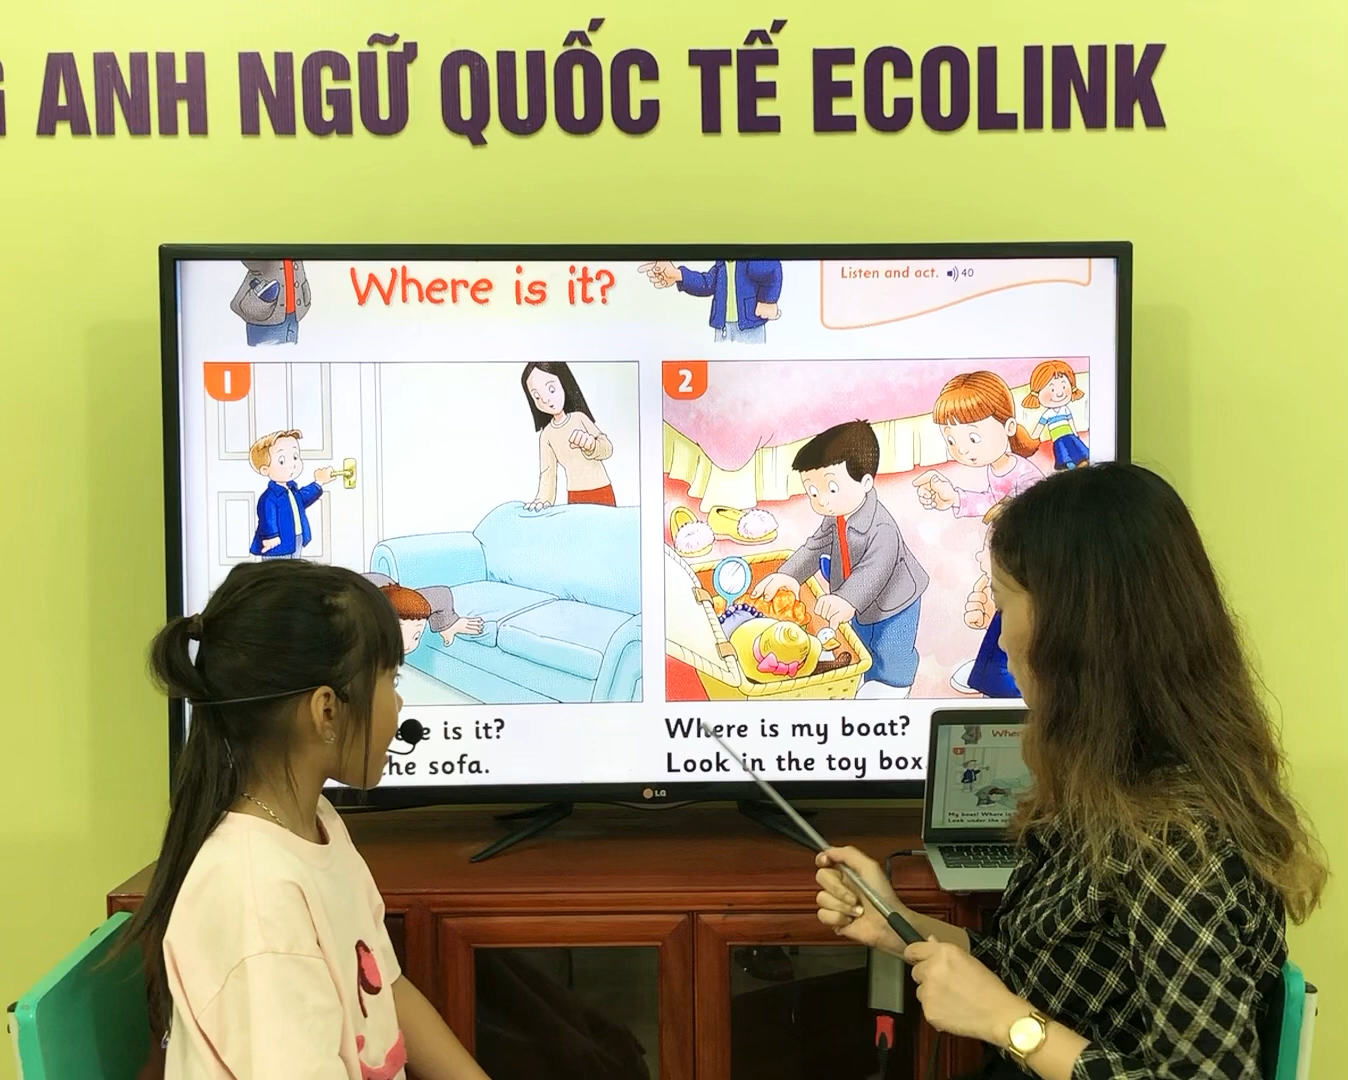 ANH NGỮ QUỐC TẾ ECOLINK
Where is it?
Listen and act. 40
1
2
is it?
the sofa.
Where is my boat?
Look in the toy box
LG